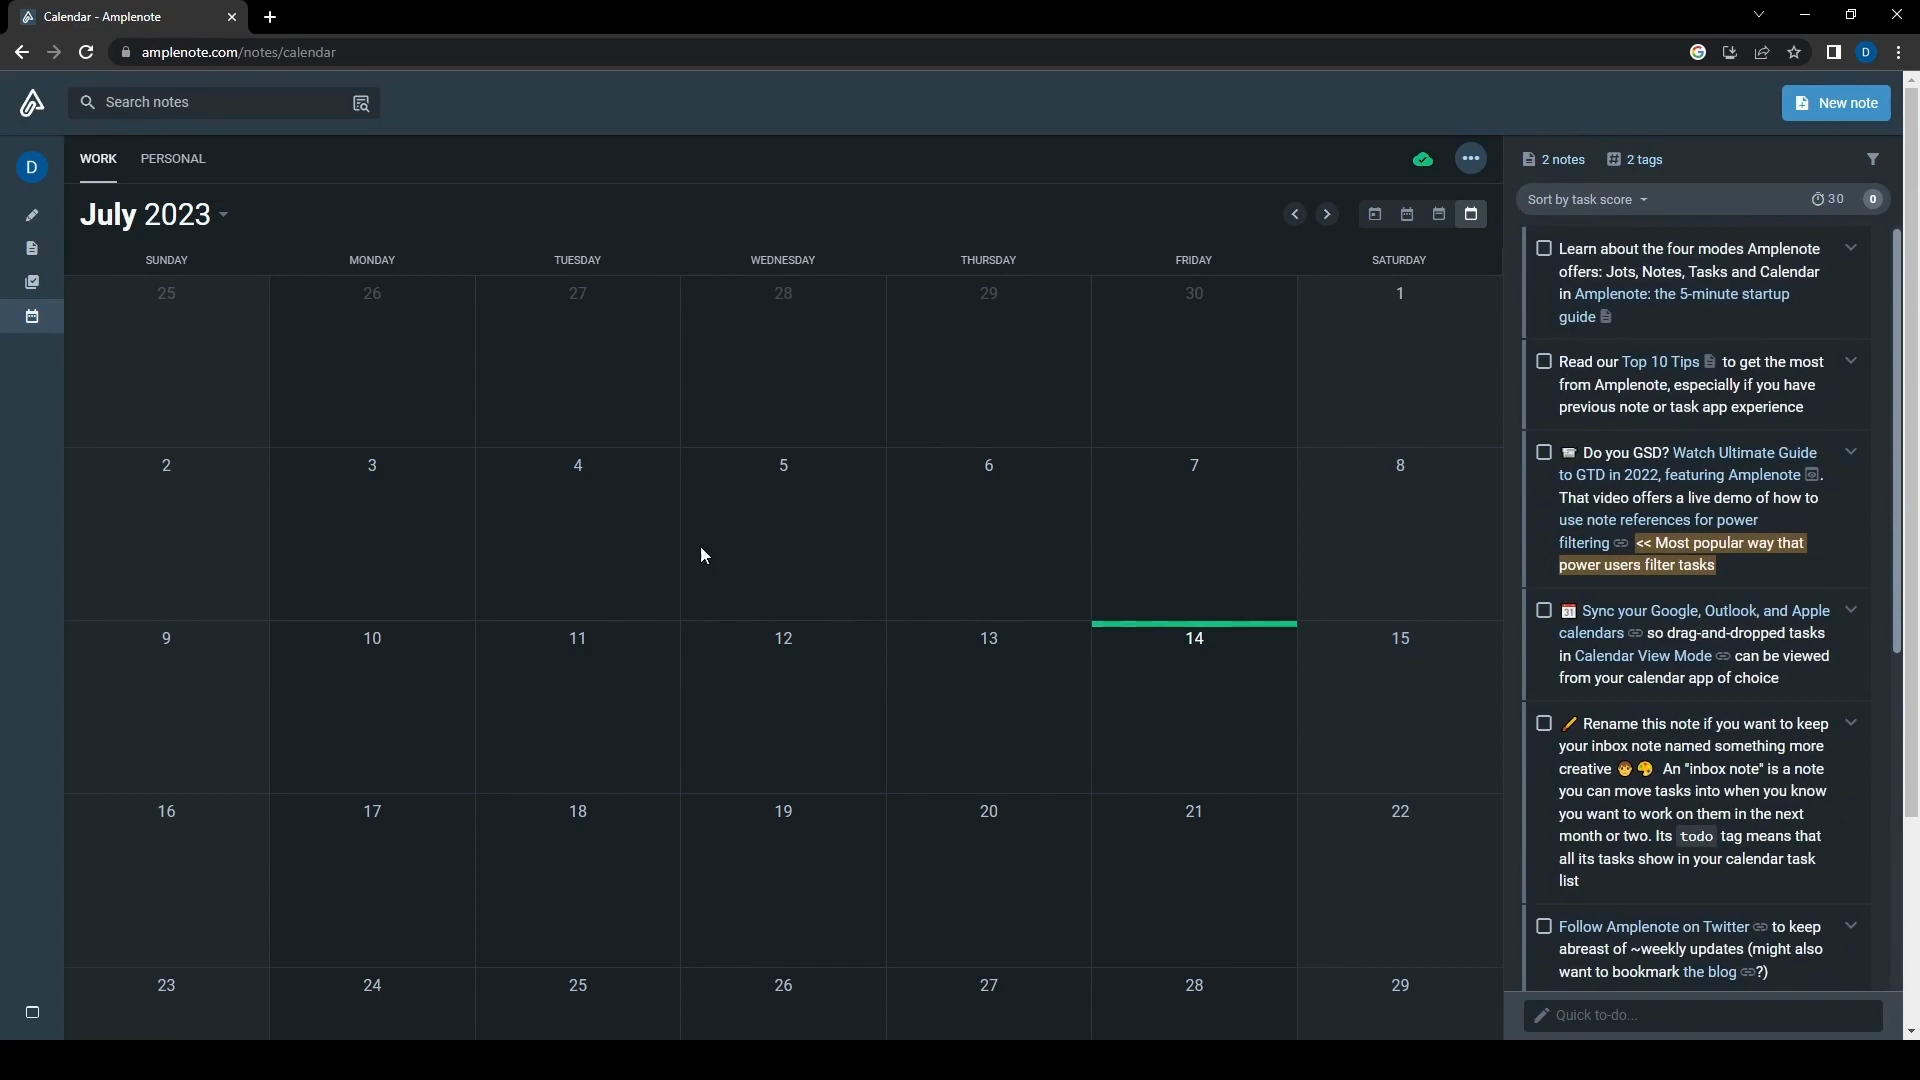 Calendar - Amplenote
amplenote.com/notes/calendar
D
Search notes
New note
D
WORK PERSONAL
2 notes 2 tags
July 2023
Sort by task score 30 0
SUNDAY MONDAY TUESDAY WEDNESDAY THURSDAY FRIDAY SATURDAY
25 26 27 28 29 30 1
2 3 4 5 6 7 8
9 10 11 12 13 14 15
16 17 18 19 20 21 22
23 24 25 26 27 28 29
Learn about the four modes Amplenote
offers: Jots, Notes, Tasks and Calendar
in Amplenote: the 5-minute startup
guide
Read our Top 10 Tips to get the most
from Amplenote, especially if you have
previous note or task app experience
Do you GSD? Watch Ultimate Guide
to GTD in 2022, featuring Amplenote .
That video offers a live demo of how to
use note references for power
filtering << Most popular way that
power users filter tasks
31 Sync your Google, Outlook, and Apple
calendars so drag-and-dropped tasks
in Calendar View Mode can be viewed
from your calendar app of choice
Rename this note if you want to keep
your inbox note named something more
creative An "inbox note" is a note
you can move tasks into when you know
you want to work on them in the next
month or two. Its todo tag means that
all its tasks show in your calendar task
list
Follow Amplenote on Twitter to keep
abreast of ~weekly updates (might also
want to bookmark the blog ?)
Quick to-do...